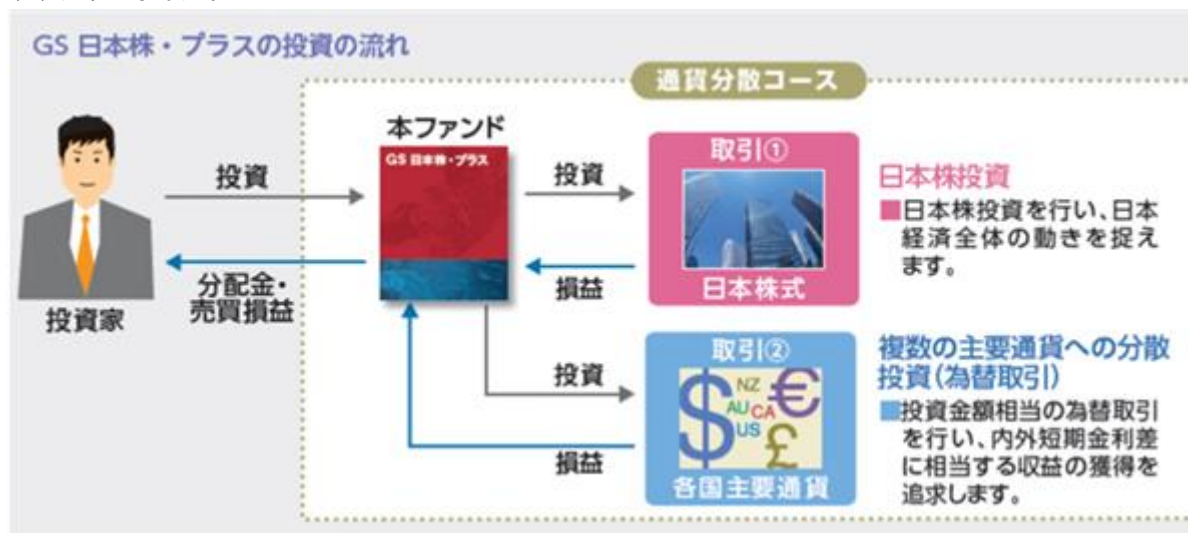 GS 日本株・プラスの投資の流れ
通貨分散コース
本ファンド
GS 日本株・プラス
投資
分配金・
売買損益
投資家
投資
損益
取引①
日本株式
日本株投資
■日本株投資を行い、日本
経済全体の動きを捉え
ます。
投資
損益
取引②
$ NZ €
AU CA
US £
各国主要通貨
複数の主要通貨への分散
投資(為替取引)
■投資金額相当の為替取引
を行い、内外短期金利差
に相当する収益の獲得を
追求します。